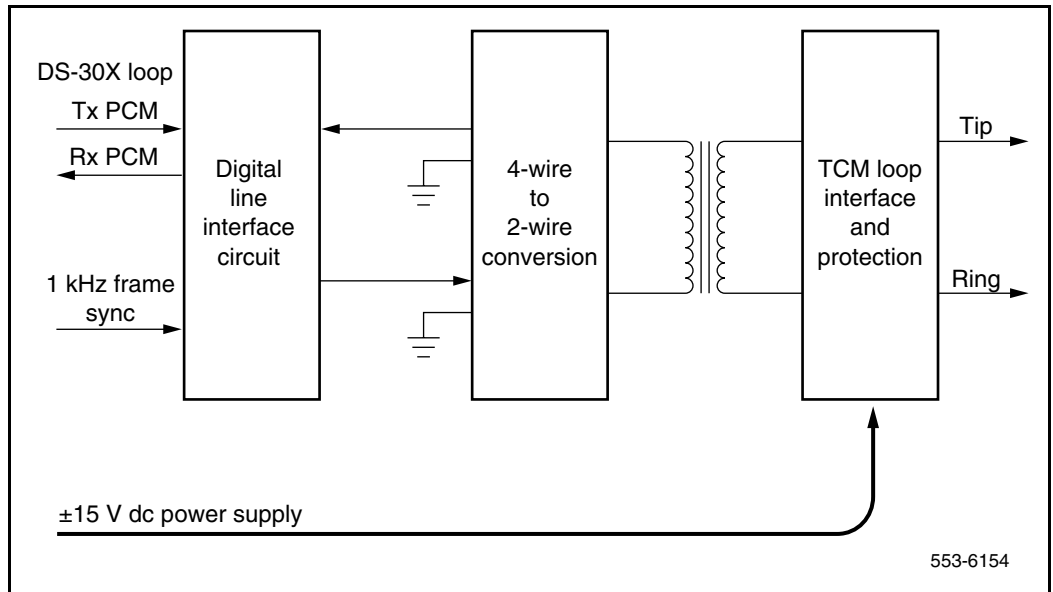 DS-30X loop
Tx PCM
Rx PCM
1 kHz frame
sync
Digital
line
interface
circuit
4-wire
to
2-wire
conversion
TCM loop
interface
and
protection
Tip
Ring
±15 V dc power supply
553-6154